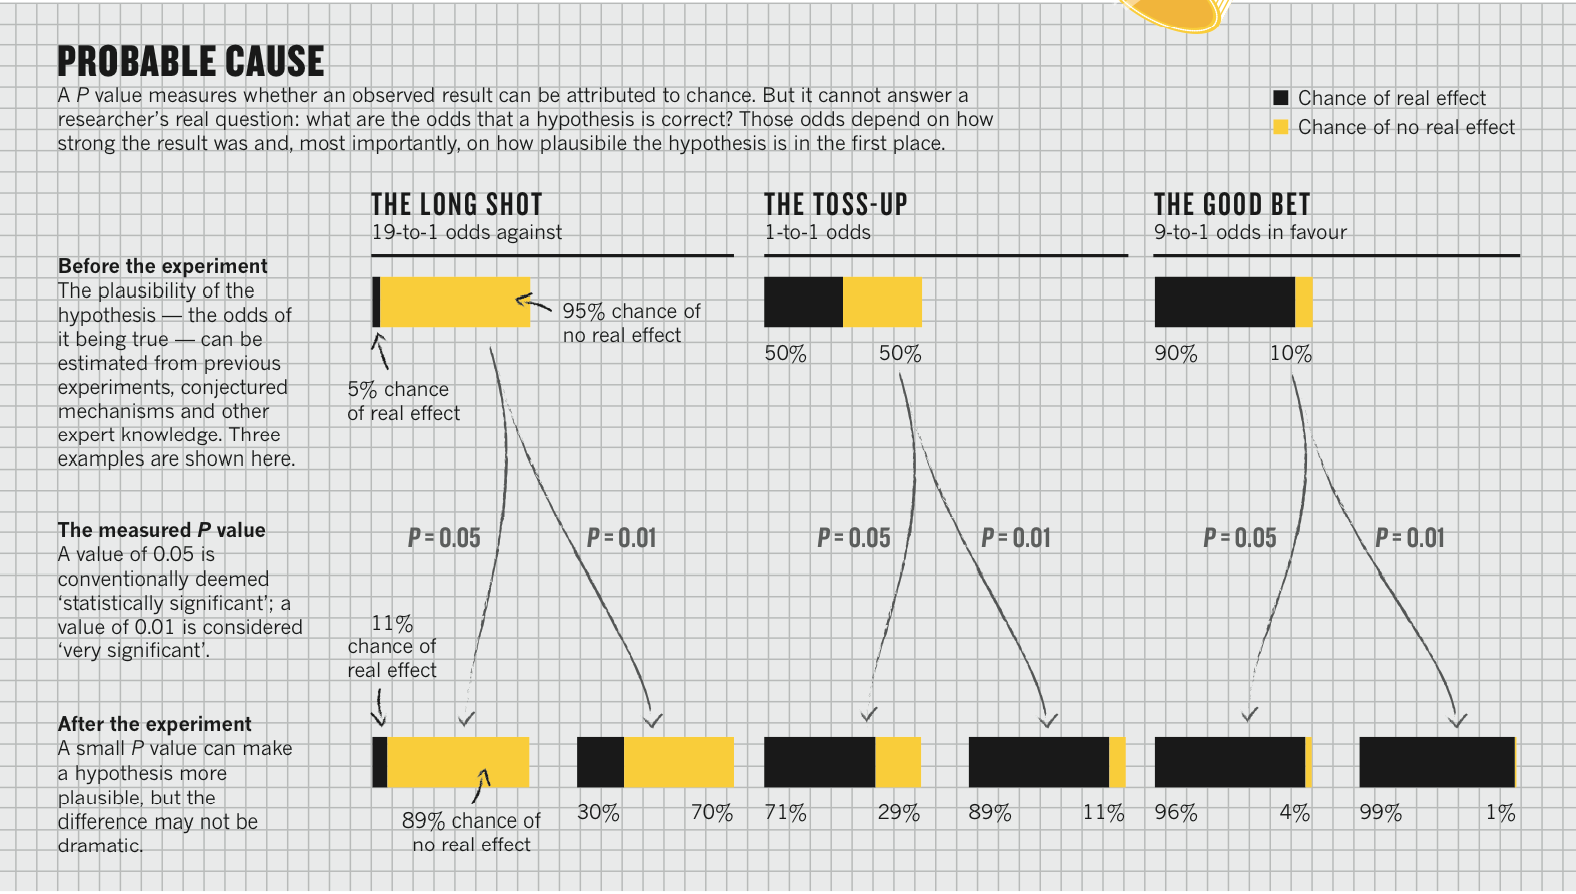 PROBABLE CAUSE
A P value measures whether an observed result can be attributed to chance. But it cannot answer a
researcher’s real question: what are the odds that a hypothesis is correct? Those odds depend on how
strong the result was and, most importantly, on how plausibile the hypothesis is in the first place.
Chance of real effect
Chance of no real effect
THE LONG SHOT
19-to-1 odds against
THE TOSS-UP
1-to-1 odds
THE GOOD BET
9-to-1 odds in favour
Before the experiment
The plausibility of the
hypothesis — the odds of
it being true — can be
estimated from previous
experiments, conjectured
mechanisms and other
expert knowledge. Three
examples are shown here.
95% chance of
no real effect
5% chance
of real effect
50% 50%
90% 10%
The measured P value
A value of 0.05 is
conventionally deemed
‘statistically significant’; a
value of 0.01 is considered
‘very significant’.
P = 0.05 P = 0.01
P = 0.05 P = 0.01
P = 0.05 P = 0.01
11%
chance of
real effect
After the experiment
A small P value can make
a hypothesis more
plausible, but the
difference may not be
dramatic.
89% chance of
no real effect
30% 70%
71% 29%
89% 11%
96% 4%
99% 1%